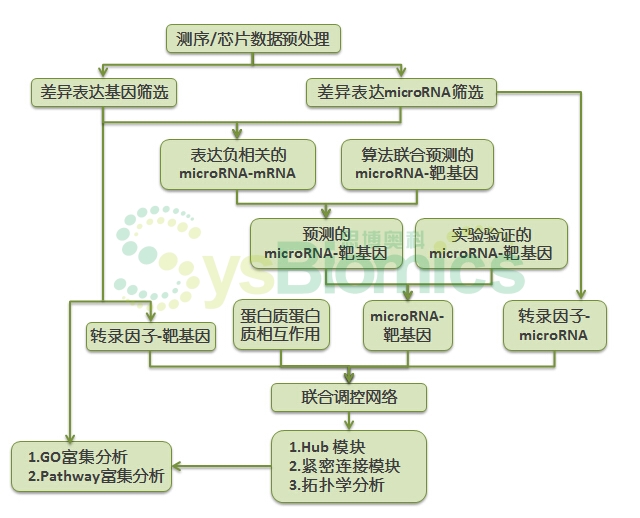 测序/芯片数据预处理
差异表达基因筛选
差异表达microRNA筛选
表达负相关的
microRNA-mRNA
算法联合预测的
microRNA-靶基因
预测的
microRNA-靶基因
实验验证的
microRNA-靶基因
博奥科
SysBiomics
转录因子-靶基因
蛋白质蛋白
质相互作用
microRNA-
靶基因
转录因子-
microRNA
联合调控网络
1.GO富集分析
2.Pathway富集分析
1.Hub 模块
2.紧密连接模块
3.拓扑学分析